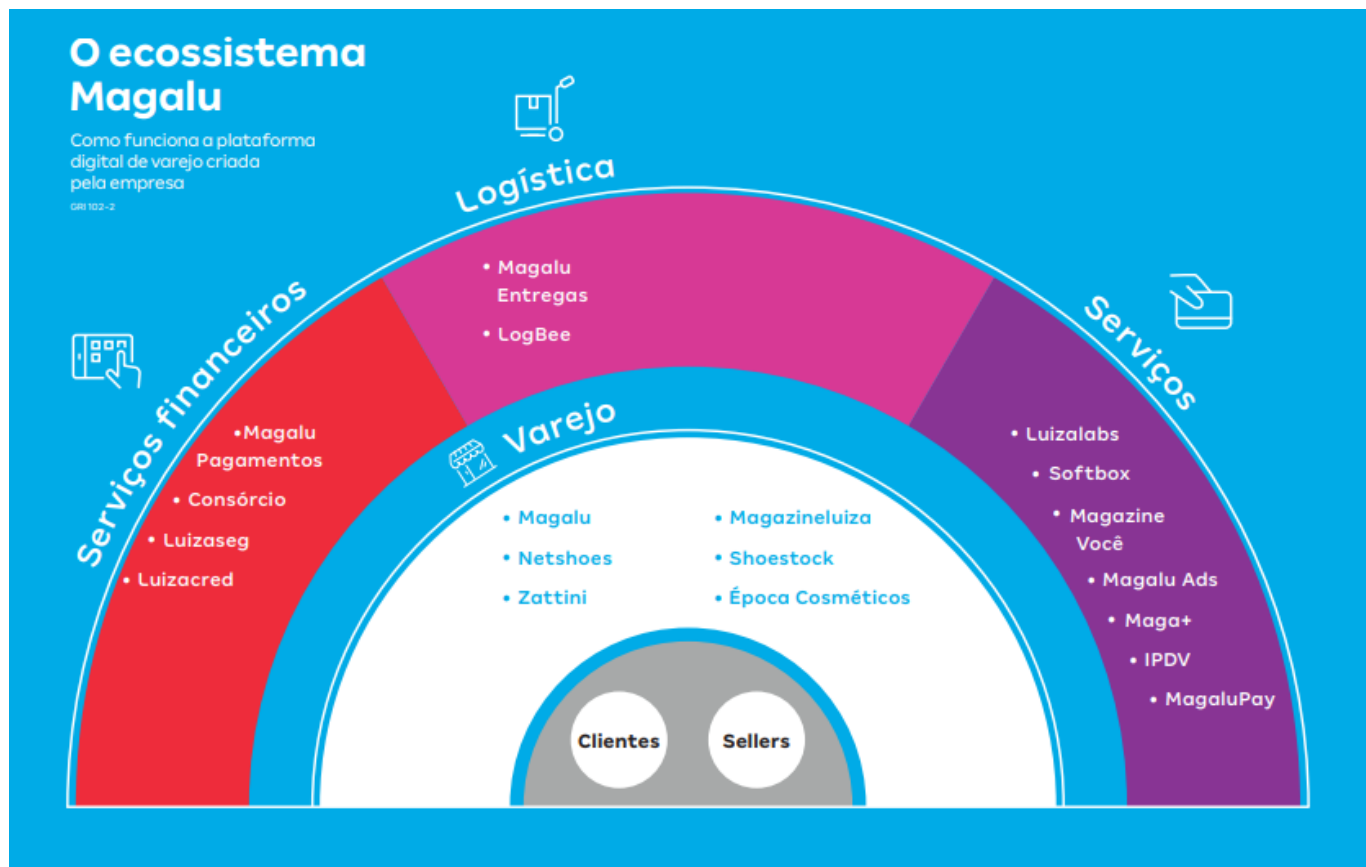 O ecossistema
Magalu
Como funciona a plataforma
digital de varejo criada
pela empresa
GRI 102-2
Logística
• Magalu
Entregas
• LogBee
Serviços financeiros
•Magalu
Pagamentos
• Consórcio
• Luizaseg
• Luizacred
Serviços
• Luizalabs
• Softbox
• Magazine
Você
• Magalu Ads
• Maga+
• IPDV
• MagaluPay
Varejo
• Magalu
• Netshoes
• Zattini
• Magazineluiza
• Shoestock
• Época Cosméticos
Clientes
Sellers